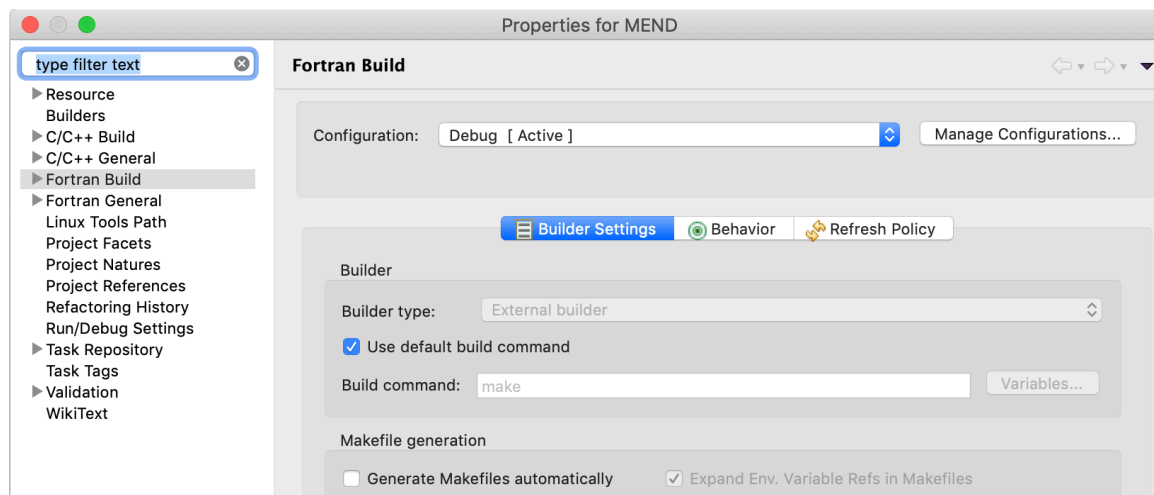 Properties for MEND
type filter text
Resource
Builders
C/C++ Build
C/C++ General
Fortran Build
Fortran General
Linux Tools Path
Project Facets
Project Natures
Project References
Refactoring History
Run/Debug Settings
Task Repository
Task Tags
Validation
WikiText
Fortran Build
Configuration: Debug [ Active ] Manage Configurations...
Builder Settings Behavior Refresh Policy
Builder
Builder type: External builder
Use default build command
Build command: make Variables...
Makefile generation
Generate Makefiles automatically Expand Env. Variable Refs in Makefiles